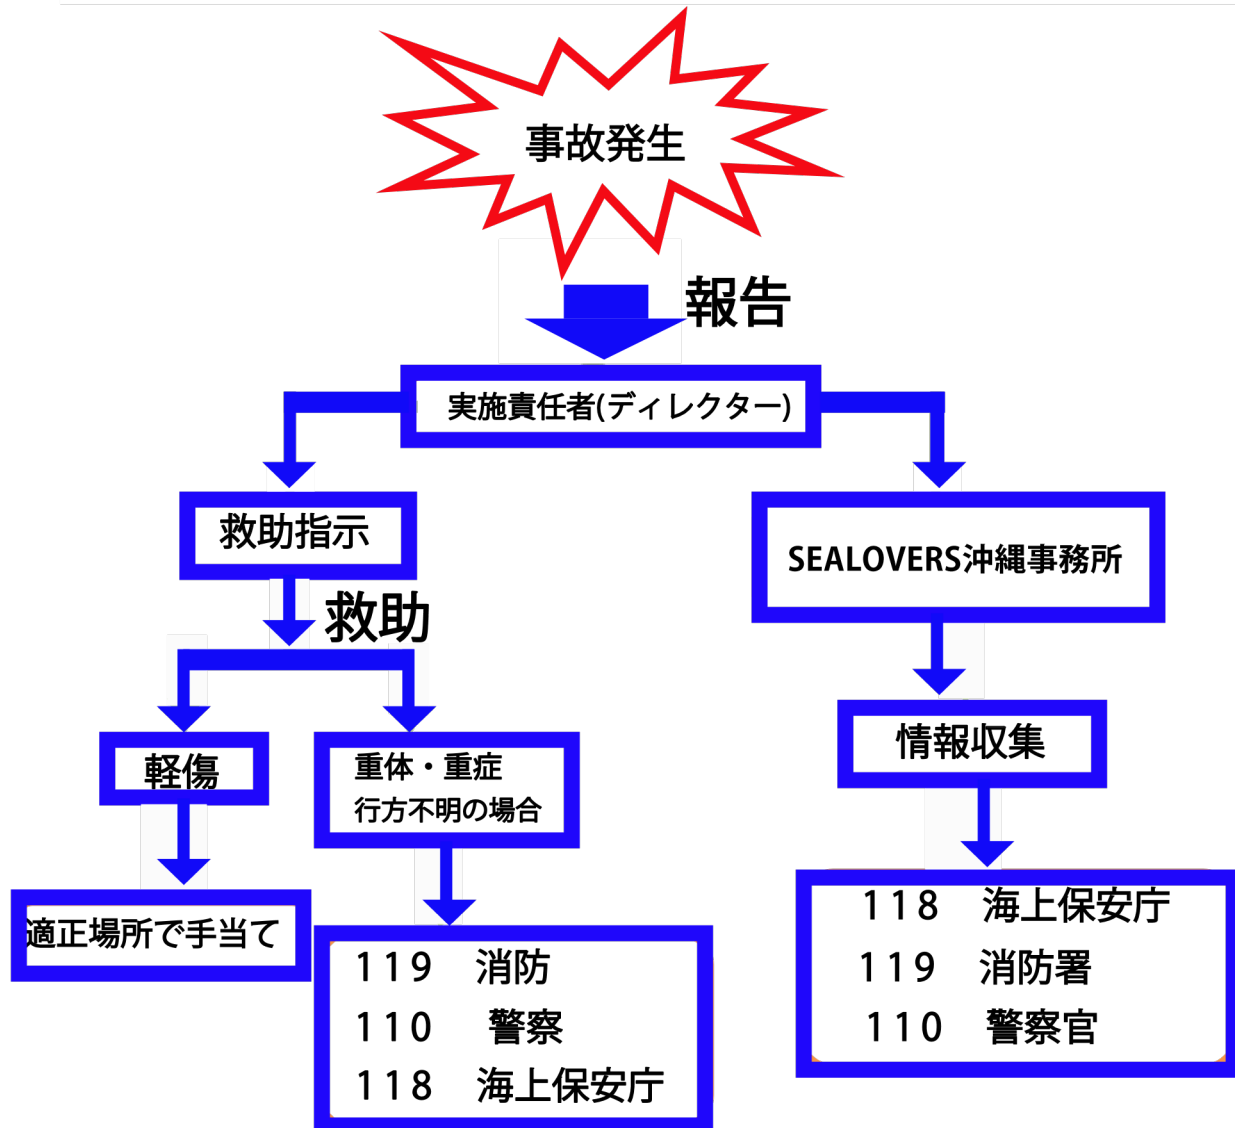 事故発生
報告
実施責任者(ディレクター)
救助指示
救助
軽傷
適正場所で手当て
重体・重症
行方不明の場合
119 消防
110 警察
118 海上保安庁
SEALOVERS沖縄事務所
情報収集
118 海上保安庁
119 消防署
110 警察官